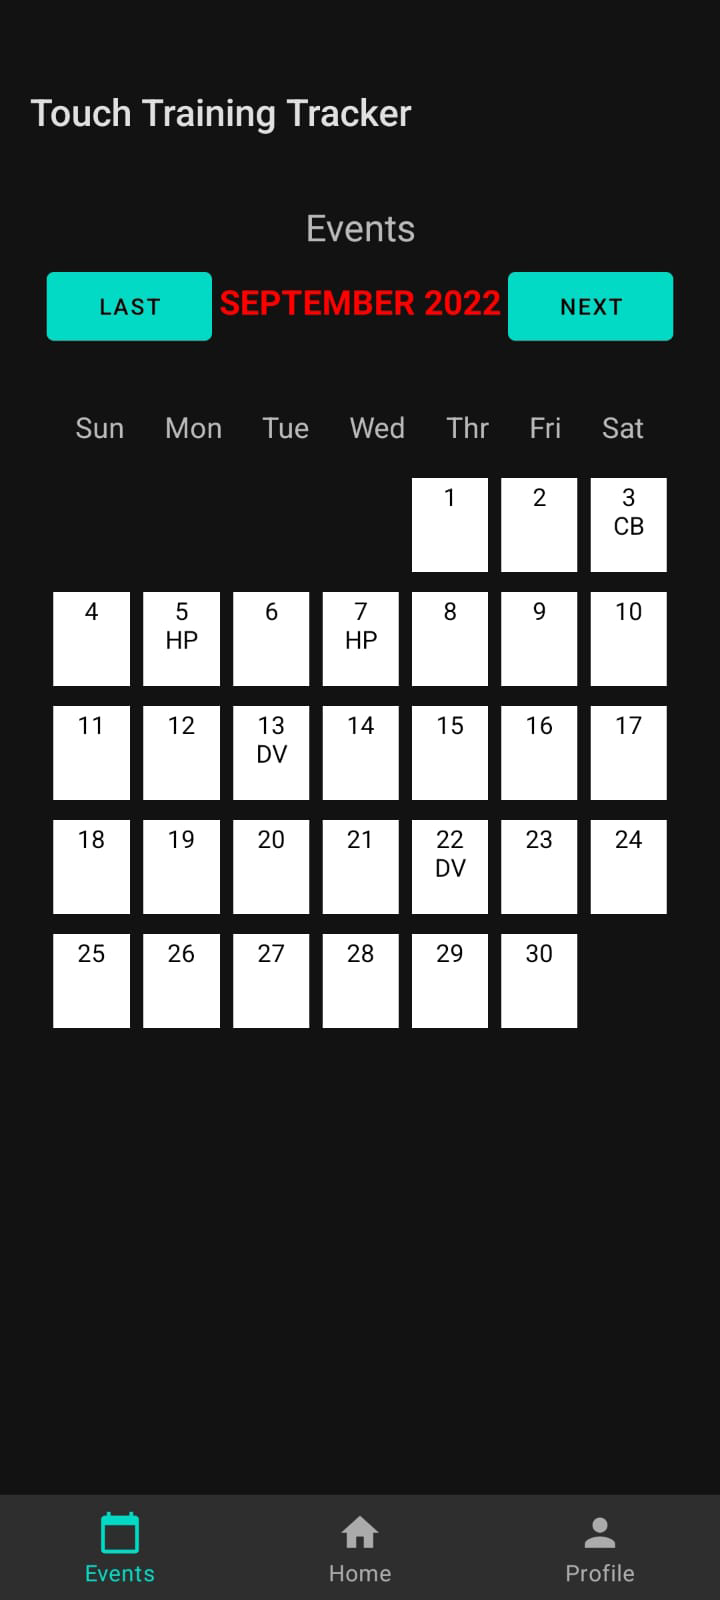 Touch Training Tracker
Events
LAST SEPTEMBER 2022 NEXT
Sun Mon Tue Wed Thr Fri Sat
1 2 3
CB
4 5 6 7 8 9 10
HP HP
11 12 13 14 15 16 17
DV
18 19 20 21 22 23 24
DV
25 26 27 28 29 30
Events Home Profile